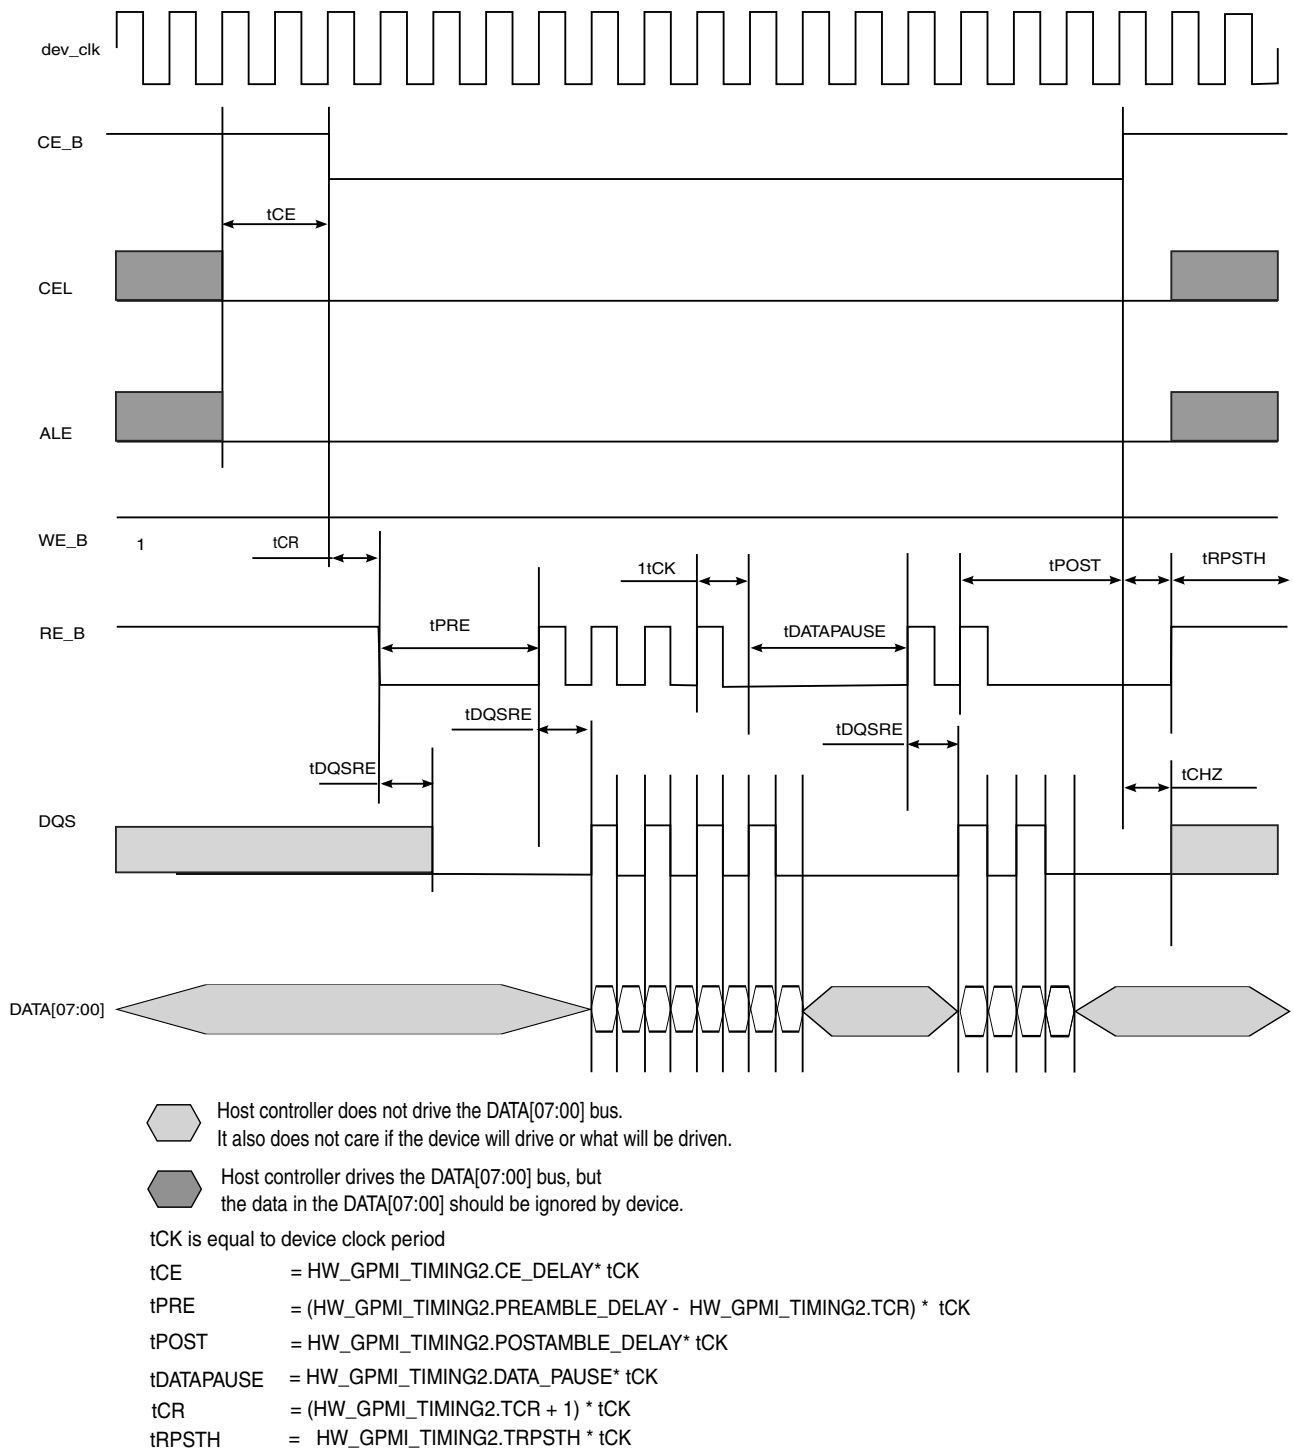 dev_clk
CE_B
tCE
CEL
ALE
WE_B
1
tCR
1tCK
tPOST
tRPSTH
RE_B
tPRE
tDATAPAUSE
tDQSRE
tDQSRE
tDQSRE
tCHZ
DQS
DATA[07:00]
Host controller does not drive the DATA[07:00] bus.
It also does not care if the device will drive or what will be driven.
Host controller drives the DATA[07:00] bus, but
the data in the DATA[07:00] should be ignored by device.
tCK is equal to device clock period
tCE = HW_GPMI_TIMING2.CE_DELAY* tCK
tPRE = (HW_GPMI_TIMING2.PREAMBLE_DELAY - HW_GPMI_TIMING2.TCR) * tCK
tPOST = HW_GPMI_TIMING2.POSTAMBLE_DELAY* tCK
tDATAPAUSE = HW_GPMI_TIMING2.DATA_PAUSE* tCK
tCR = (HW_GPMI_TIMING2.TCR + 1) * tCK
tRPSTH = HW_GPMI_TIMING2.TRPSTH * tCK